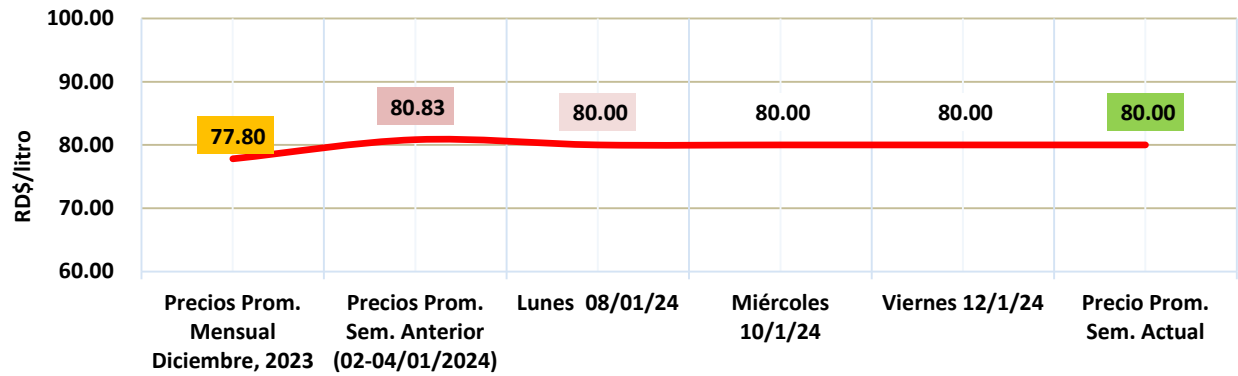 100.00
90.00
80.00
70.00
60.00
RD$/litro
77.80
80.83
80.00
80.00
80.00
80.00
Precios Prom.
Mensual
Diciembre, 2023
Precios Prom.
Sem. Anterior
(02-04/01/2024)
Lunes  08/01/24
Miércoles
10/1/24
Viernes 12/1/24
Precio Prom.
Sem. Actual